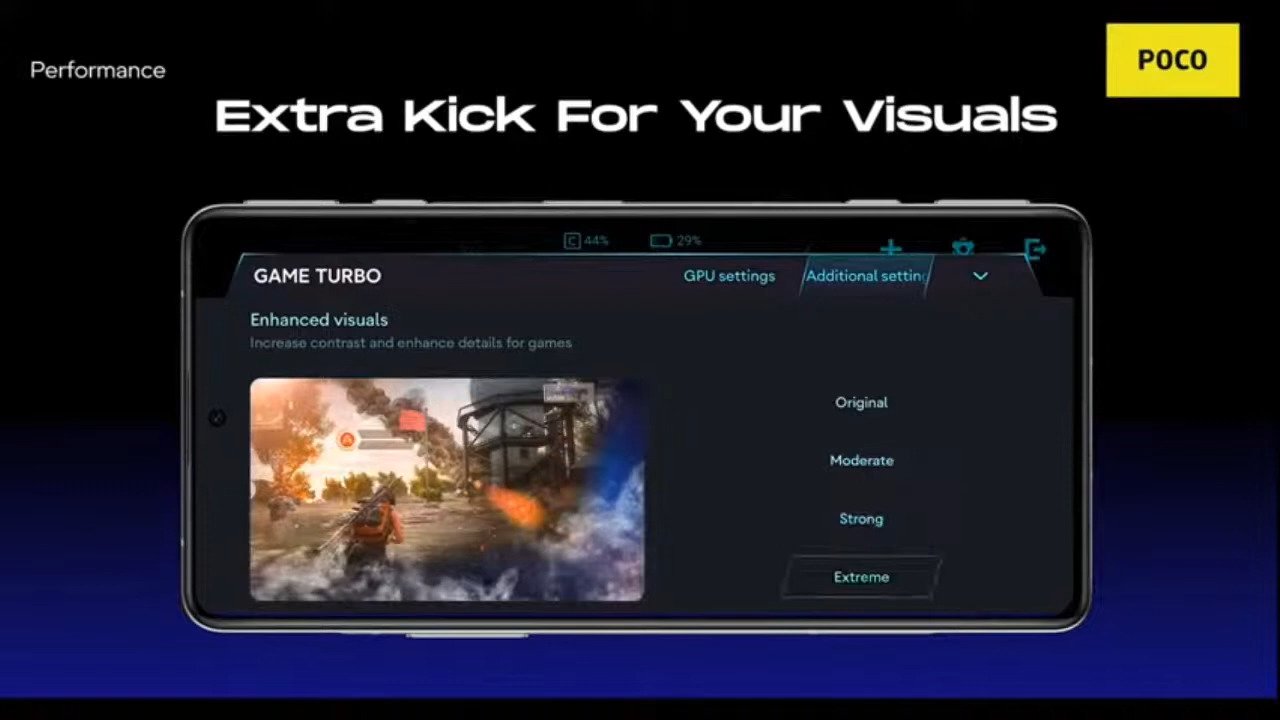 Performance
POCO
Extra Kick For Your Visuals
C 44% 29%
GAME TURBO
GPU settings
Additional settin
Enhanced visuals
Increase contrast and enhance details for games
A
Original
Moderate
Strong
Extreme